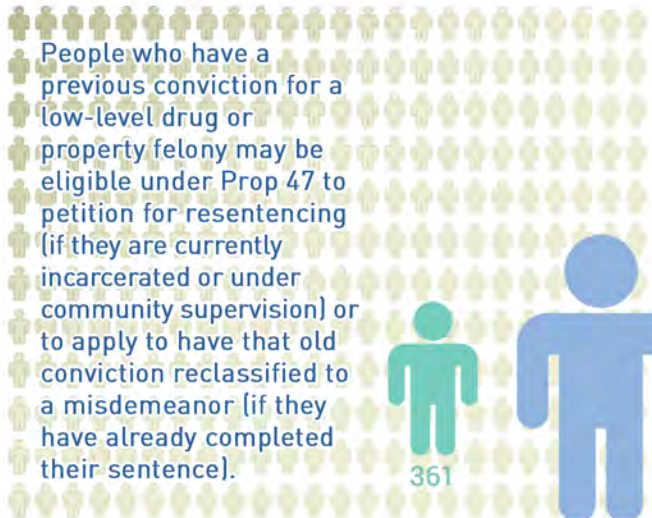 People who have a
previous conviction for a
low-level drug or
property felony may be
eligible under Prop 47 to
petition for resentencing
(if they are currently
incarcerated or under
community supervision) or
to apply to have that old
conviction reclassified to
a misdemeanor (if they
have already completed
their sentence).
361